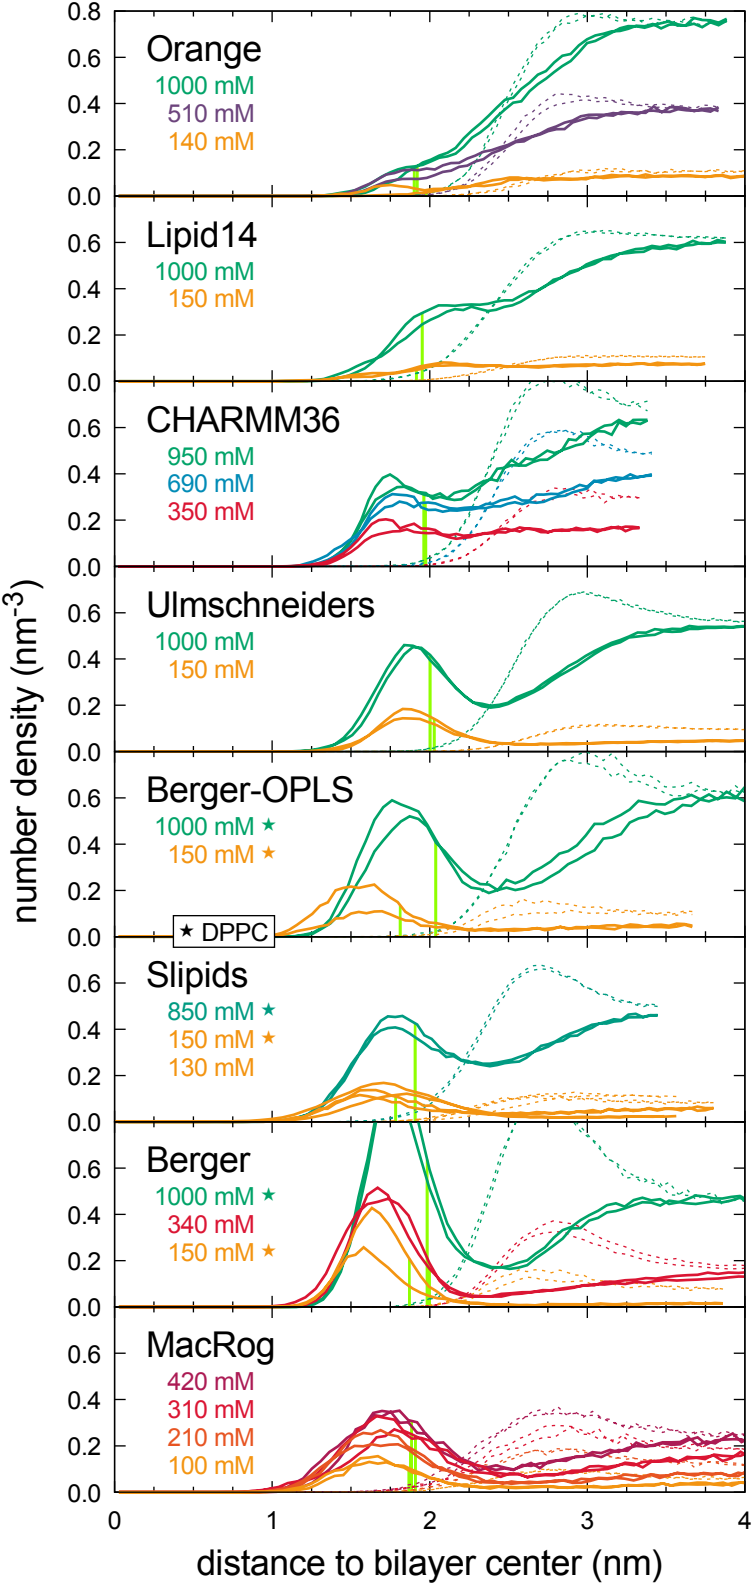 0.8
Orange
0.6
1000 mM
510 mM
0.4
140 mM
0.2
0.0
Lipid14
0.6
1000 mM
150 mM
0.4
0.2
0.0
CHARMM36
0.6
950 mM
690 mM
0.4
350 mM
0.2
0.0
Ulmschneiders
0.6
1000 mM
150 mM
0.4
0.2
0.0
Berger-OPLS
0.6
1000 mM ★
150 mM ★
0.4
0.2
★ DPPC
0.0
Slipids
0.6
850 mM ★
150 mM ★
0.4
130 mM
0.2
0.0
Berger
0.6
1000 mM ★
340 mM
0.4
150 mM ★
0.2
0.0
MacRog
0.6
420 mM
310 mM
0.4
210 mM
0.2
100 mM
0.0
0 1 2 3 4
distance to bilayer center (nm)
number density (nm⁻³)